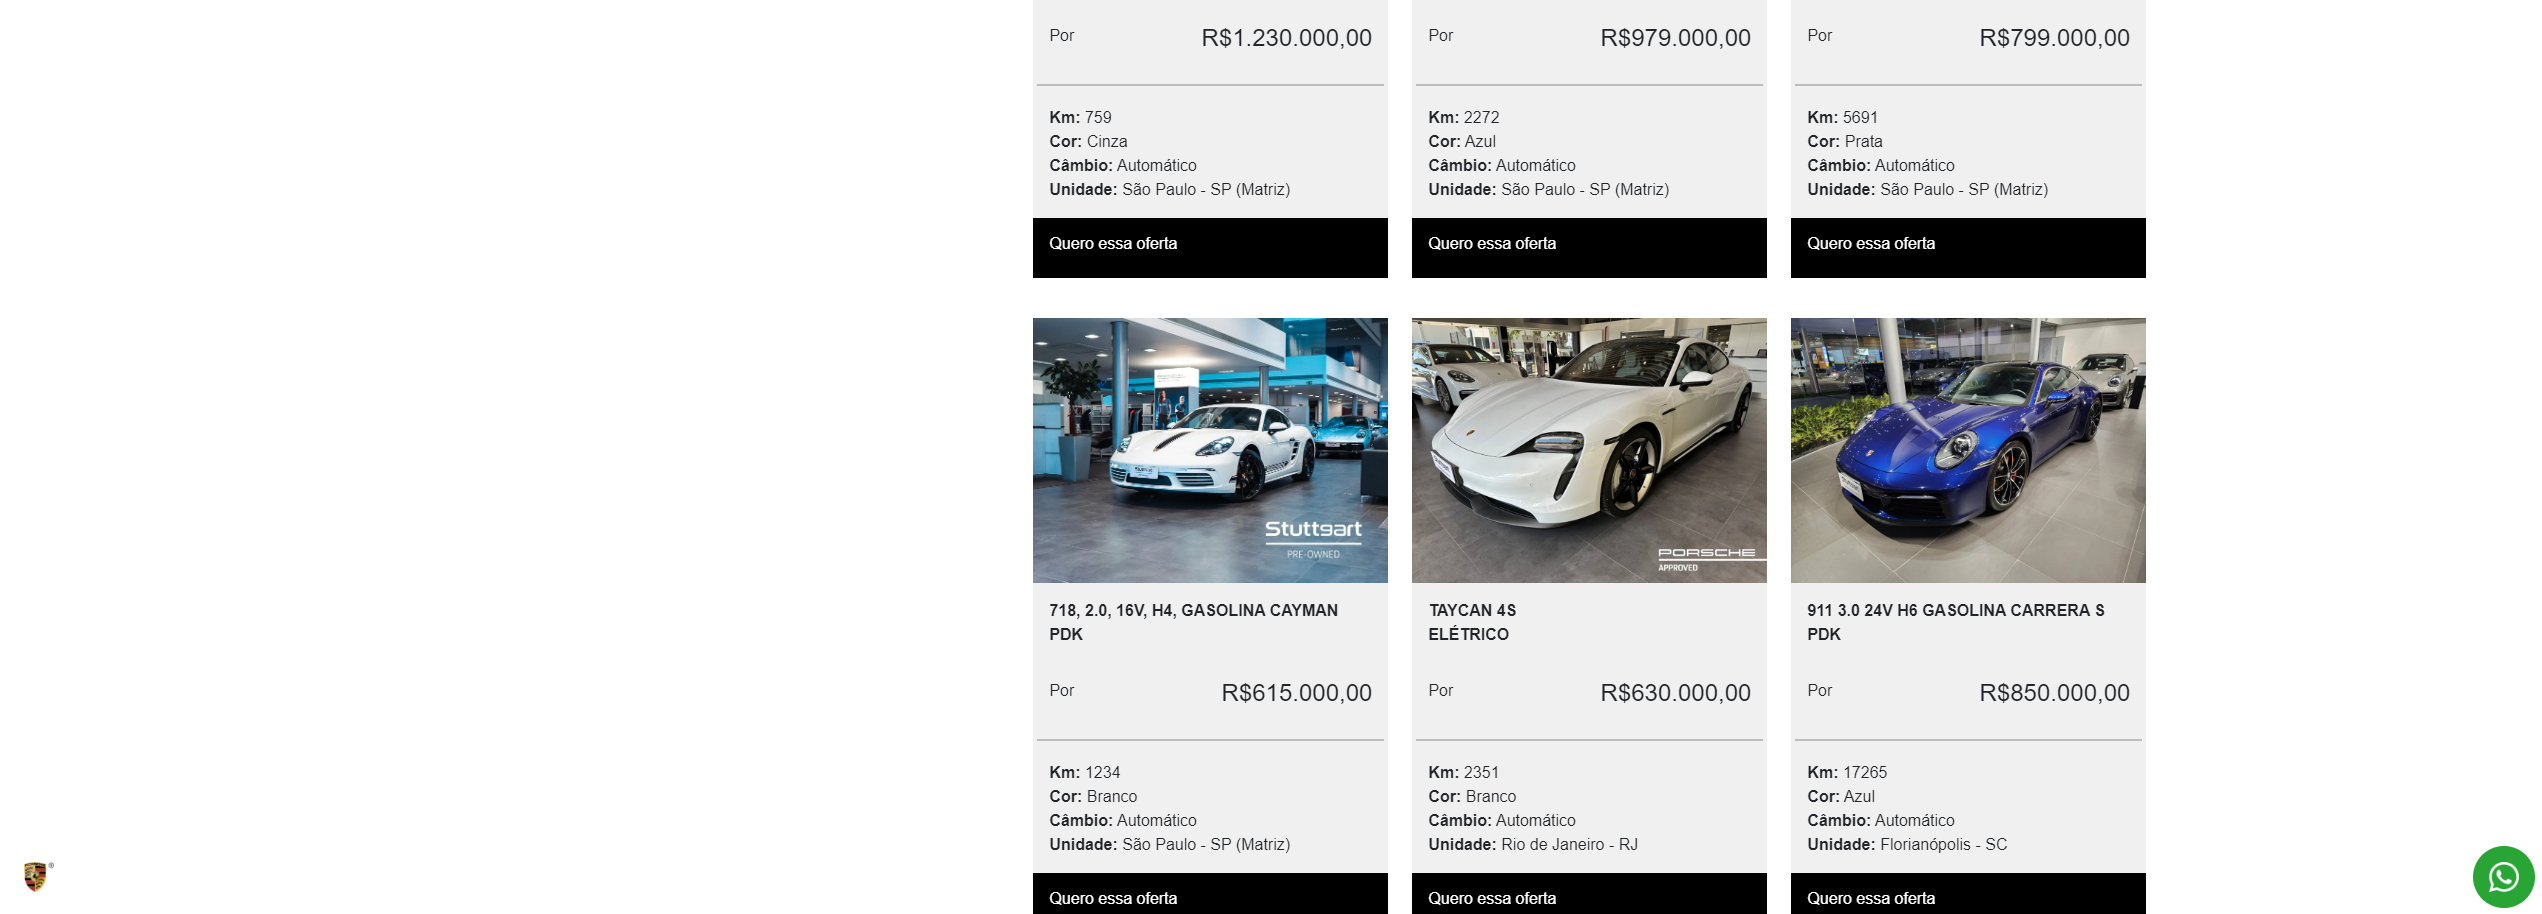 Por R$1.230.000,00
Km: 759
Cor: Cinza
Câmbio: Automático
Unidade: São Paulo - SP (Matriz)
Quero essa oferta
Por R$979.000,00
Km: 2272
Cor: Azul
Câmbio: Automático
Unidade: São Paulo - SP (Matriz)
Quero essa oferta
Por R$799.000,00
Km: 5691
Cor: Prata
Câmbio: Automático
Unidade: São Paulo - SP (Matriz)
Quero essa oferta
Stuttgart
PRE-OWNED
718, 2.0, 16V, H4, GASOLINA CAYMAN
PDK
Por R$615.000,00
Km: 1234
Cor: Branco
Câmbio: Automático
Unidade: São Paulo - SP (Matriz)
Quero essa oferta
PORSCHE
APPROVED
TAYCAN 4S
ELÉTRICO
Por R$630.000,00
Km: 2351
Cor: Branco
Câmbio: Automático
Unidade: Rio de Janeiro - RJ
Quero essa oferta
911 3.0 24V H6 GASOLINA CARRERA S
PDK
Por R$850.000,00
Km: 17265
Cor: Azul
Câmbio: Automático
Unidade: Florianópolis - SC
Quero essa oferta